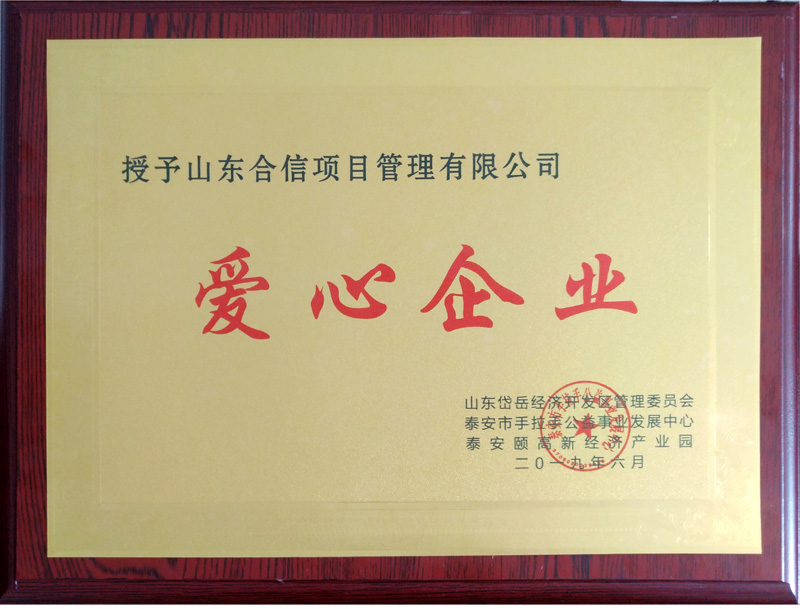 授予山东合信项目管理有限公司
爱心企业
山东岱岳经济开发区管理委员会
泰安市手拉手公益事业发展中心
泰安颐高新经济产业园
二〇一九年六月